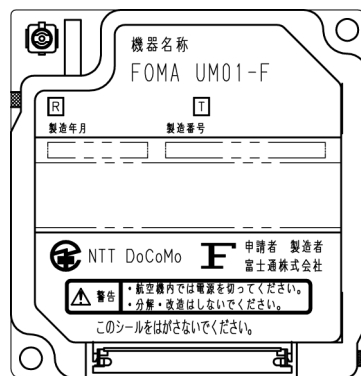 機器名称
FOMA UM01-F
R T
製造年月 製造番号
NTT DoCoMo F 申請者 製造者
富士通株式会社
警告 ・航空機内では電源を切ってください。
・分解・改造はしないでください。
このシールをはがさないでください。